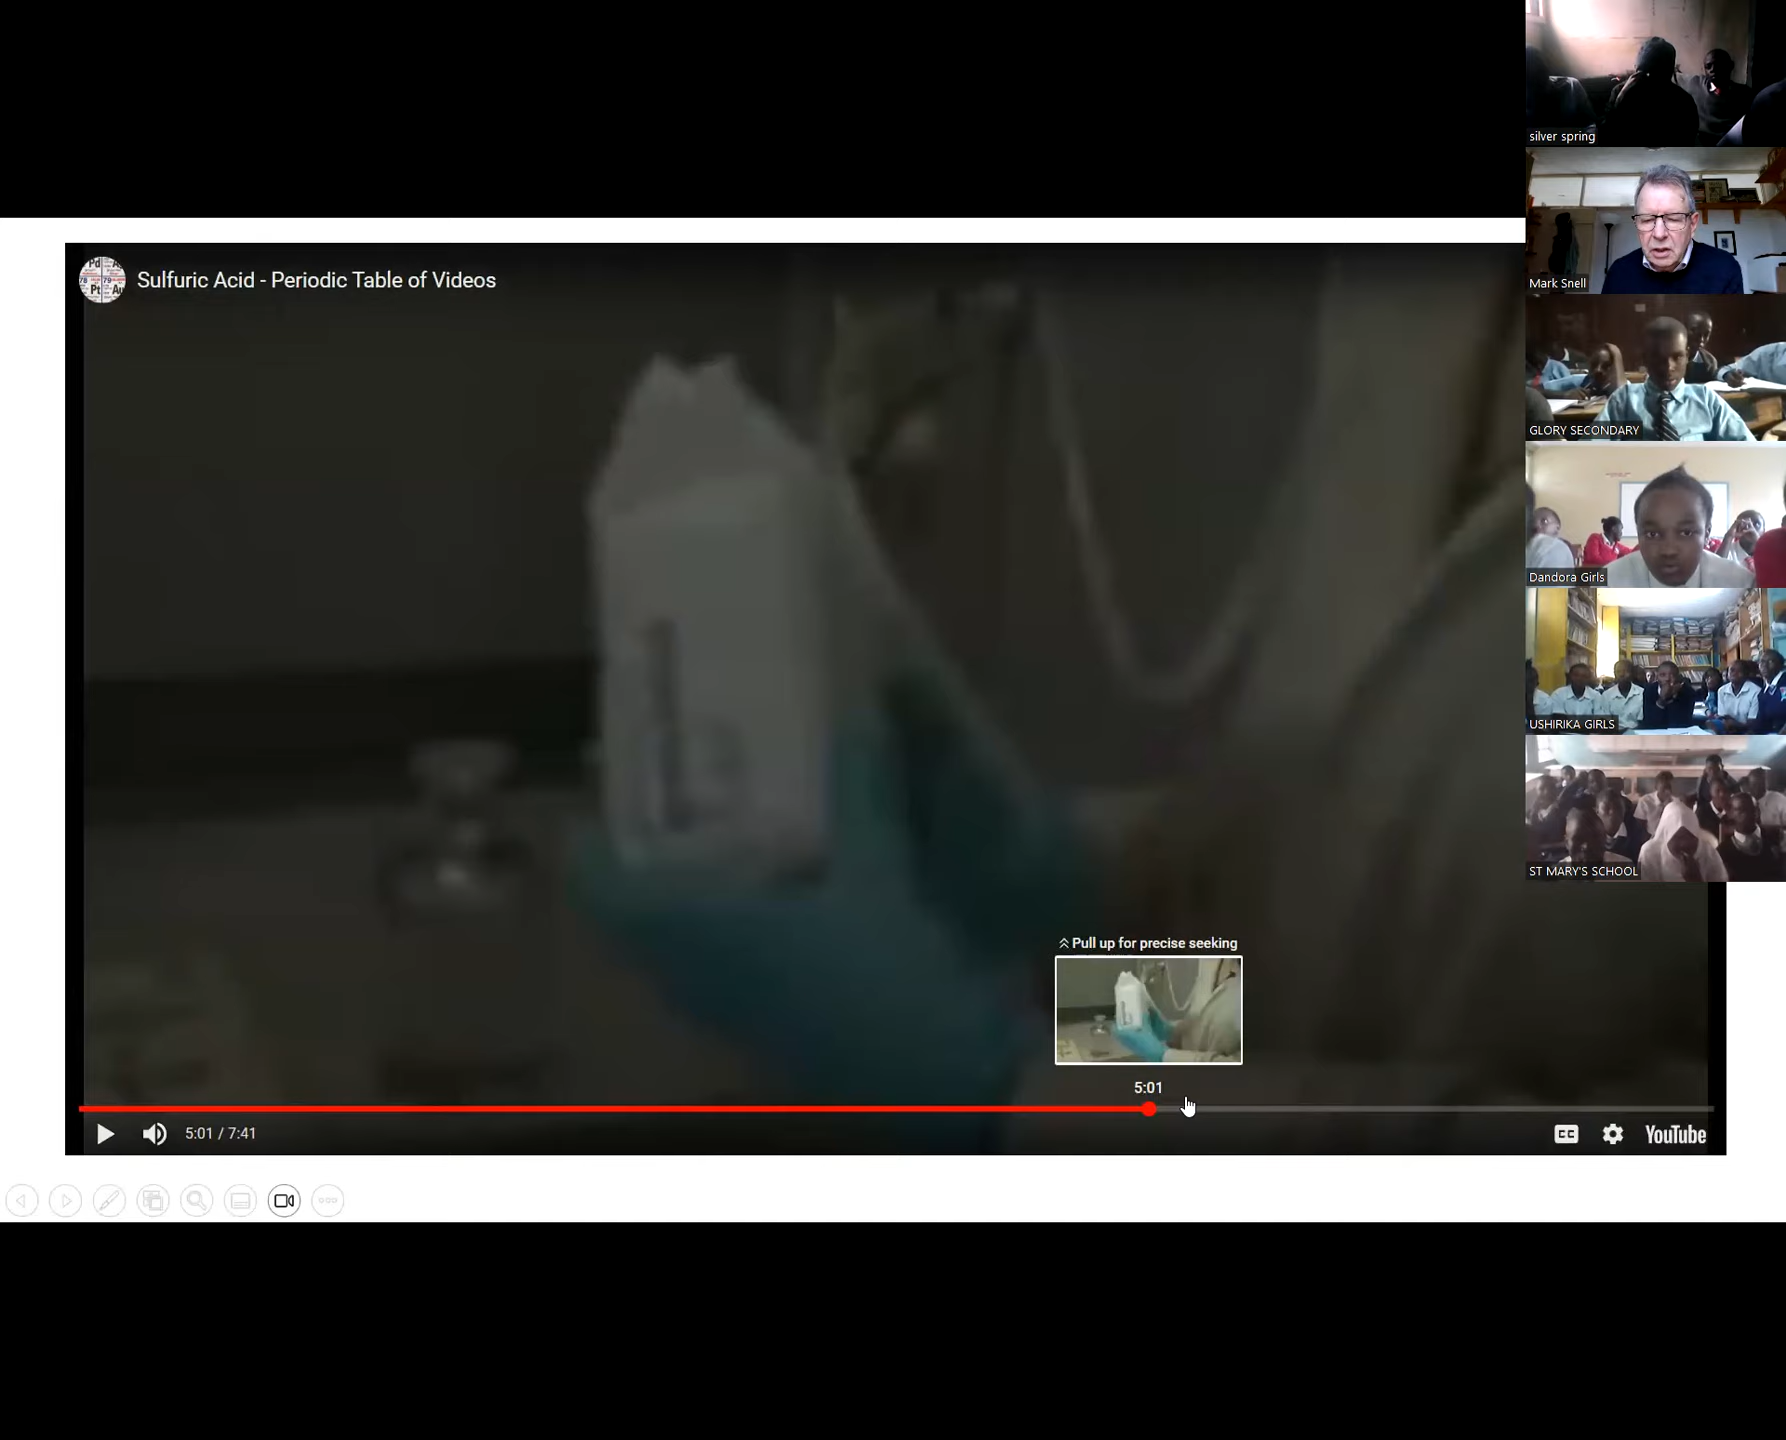 Sulfuric Acid - Periodic Table of Videos
Pull up for precise seeking
5:01
5:01 / 7:41
CC
YouTube
silver spring
Mark Snell
GLORY SECONDARY
Dandora Girls
USHIRIKA GIRLS
ST MARY'S SCHOOL